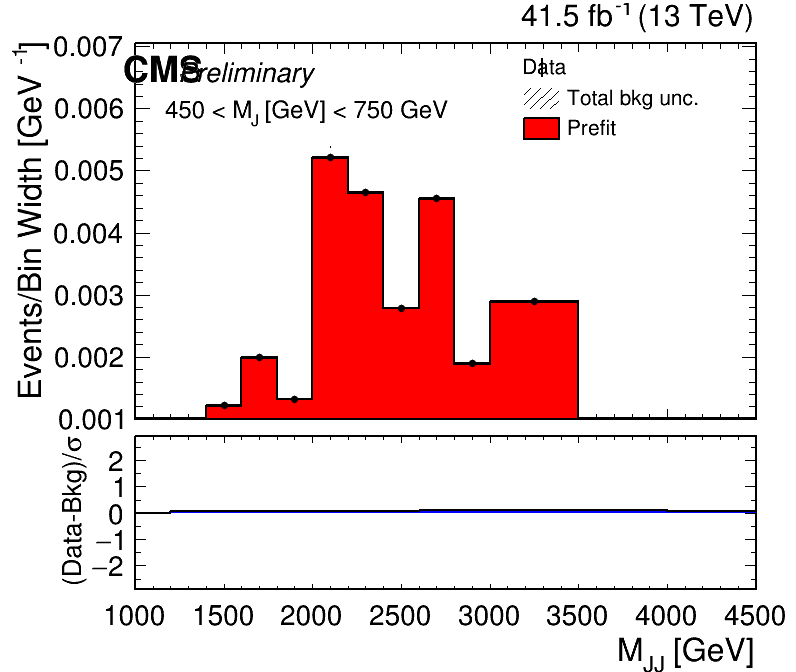 41.5 fb-1 (13 TeV)
CMS Preliminary
450 < MJ [GeV] < 750 GeV
Data
Total bkg unc.
Prefit
Events/Bin Width [GeV-1]
0.007
0.006
0.005
0.004
0.003
0.002
0.001
(Data-Bkg)/σ
2
1
0
−1
−2
1000 1500 2000 2500 3000 3500 4000 4500
MJJ [GeV]